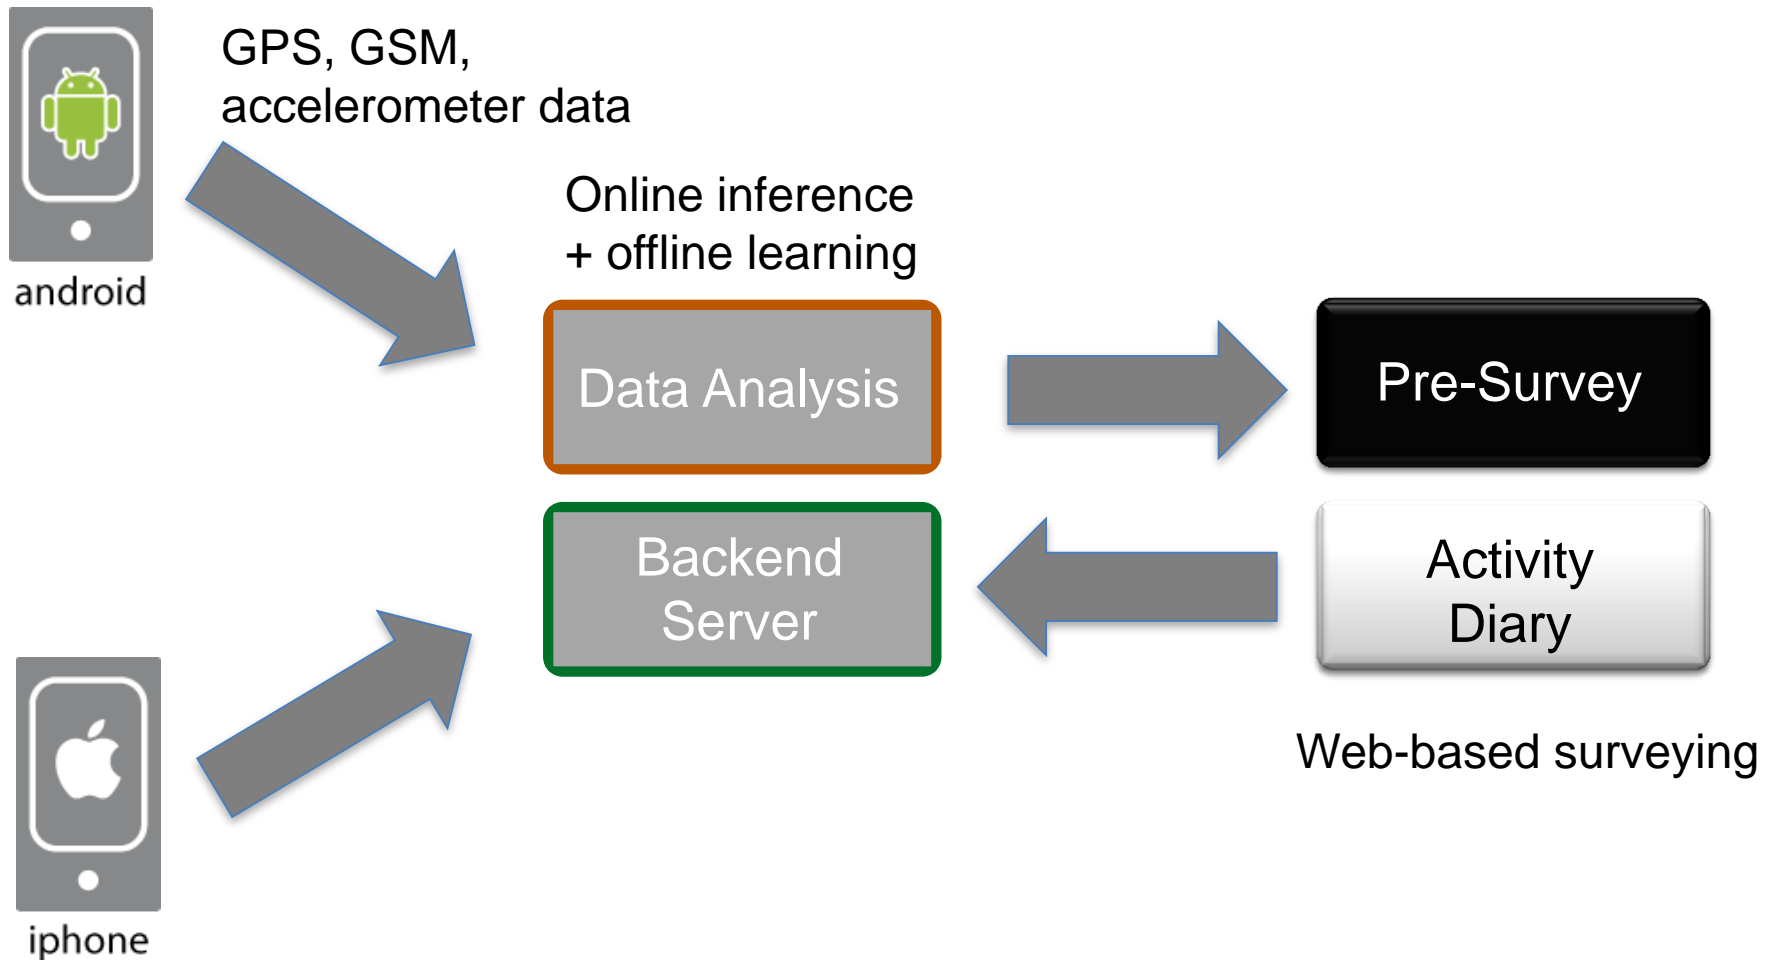 GPS, GSM,
accelerometer data
android
Online inference
+ offline learning
Data Analysis
Pre-Survey
Backend
Server
Activity
Diary
Web-based surveying
iphone